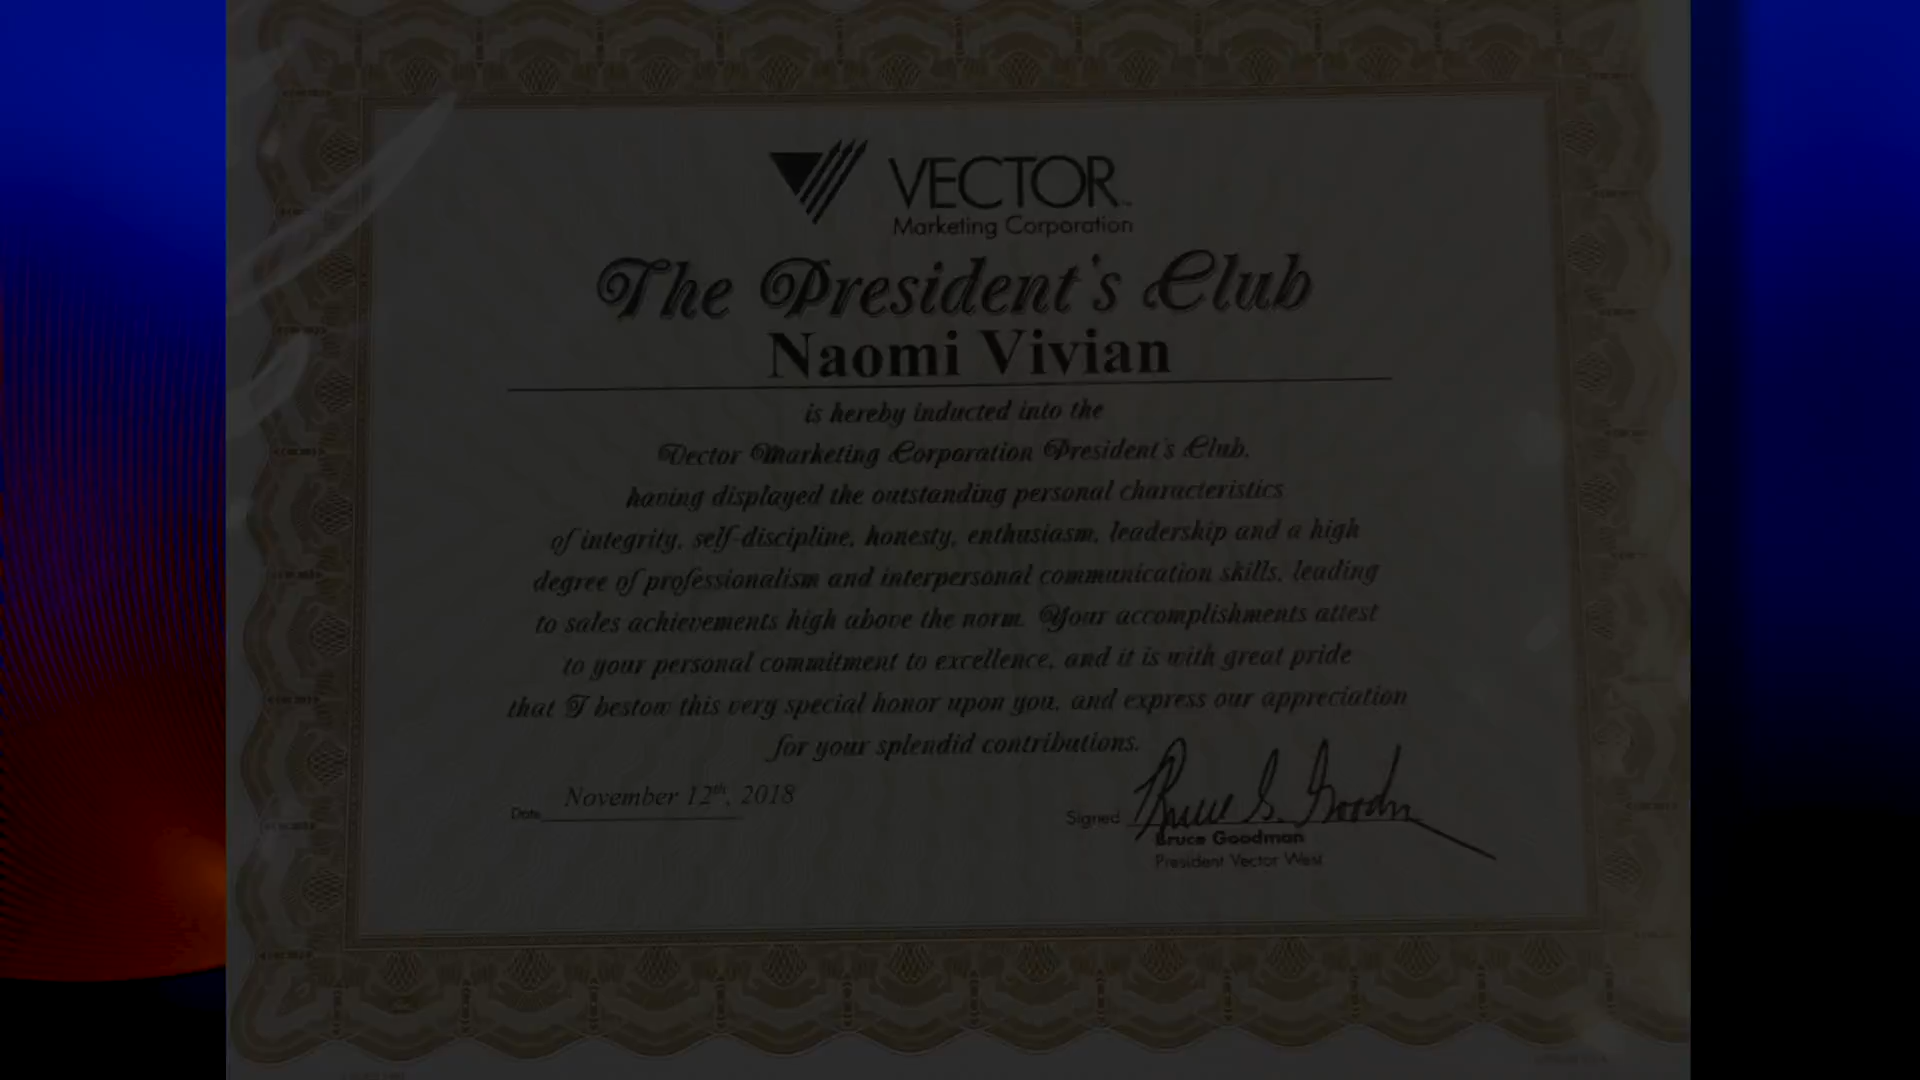 VECTOR
Marketing Corporation
The President's Club
Naomi Vivian
is hereby inducted into the
Vector Marketing Corporation President's Club,
having displayed the outstanding personal characteristics
of integrity, self-discipline, honesty, enthusiasm, leadership and a high
degree of professionalism and interpersonal communication skills, leading
to sales achievements high above the norm. Your accomplishments attest
to your personal commitment to excellence, and it is with great pride
that I bestow this very special honor upon you, and express our appreciation
for your splendid contributions.
Date November 12th, 2018
Signed Bruce S. Goodman
Bruce Goodman
President Vector West